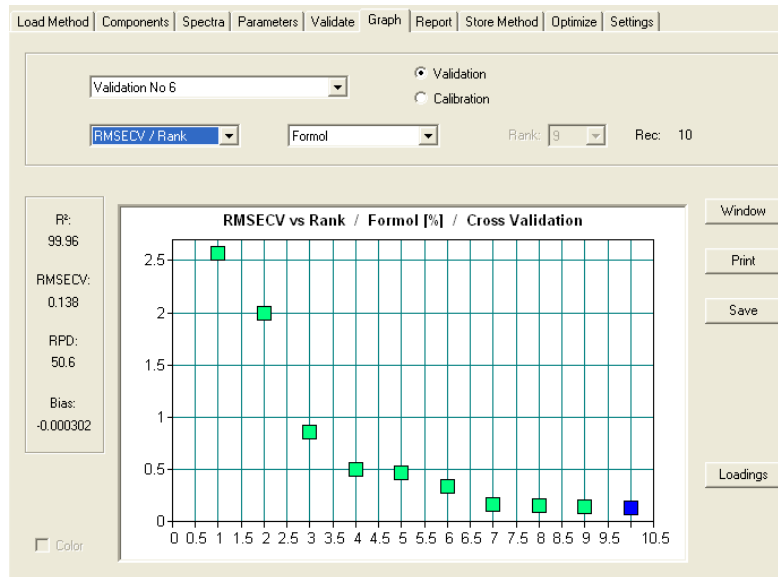 Load Method Components Spectra Parameters Validate Graph Report Store Method Optimize Settings
Validation No 6
Validation
Calibration
RMSECV / Rank Formol Rank: 9 Rec: 10
R²:
99.96
RMSECV:
0.138
RPD:
50.6
Bias:
-0.000302
Color
RMSECV vs Rank / Formol [%] / Cross Validation
2.5
2
1.5
1
0.5
0
0 0.5 1 1.5 2 2.5 3 3.5 4 4.5 5 5.5 6 6.5 7 7.5 8 8.5 9 9.5 10.5
Window
Print
Save
Loadings